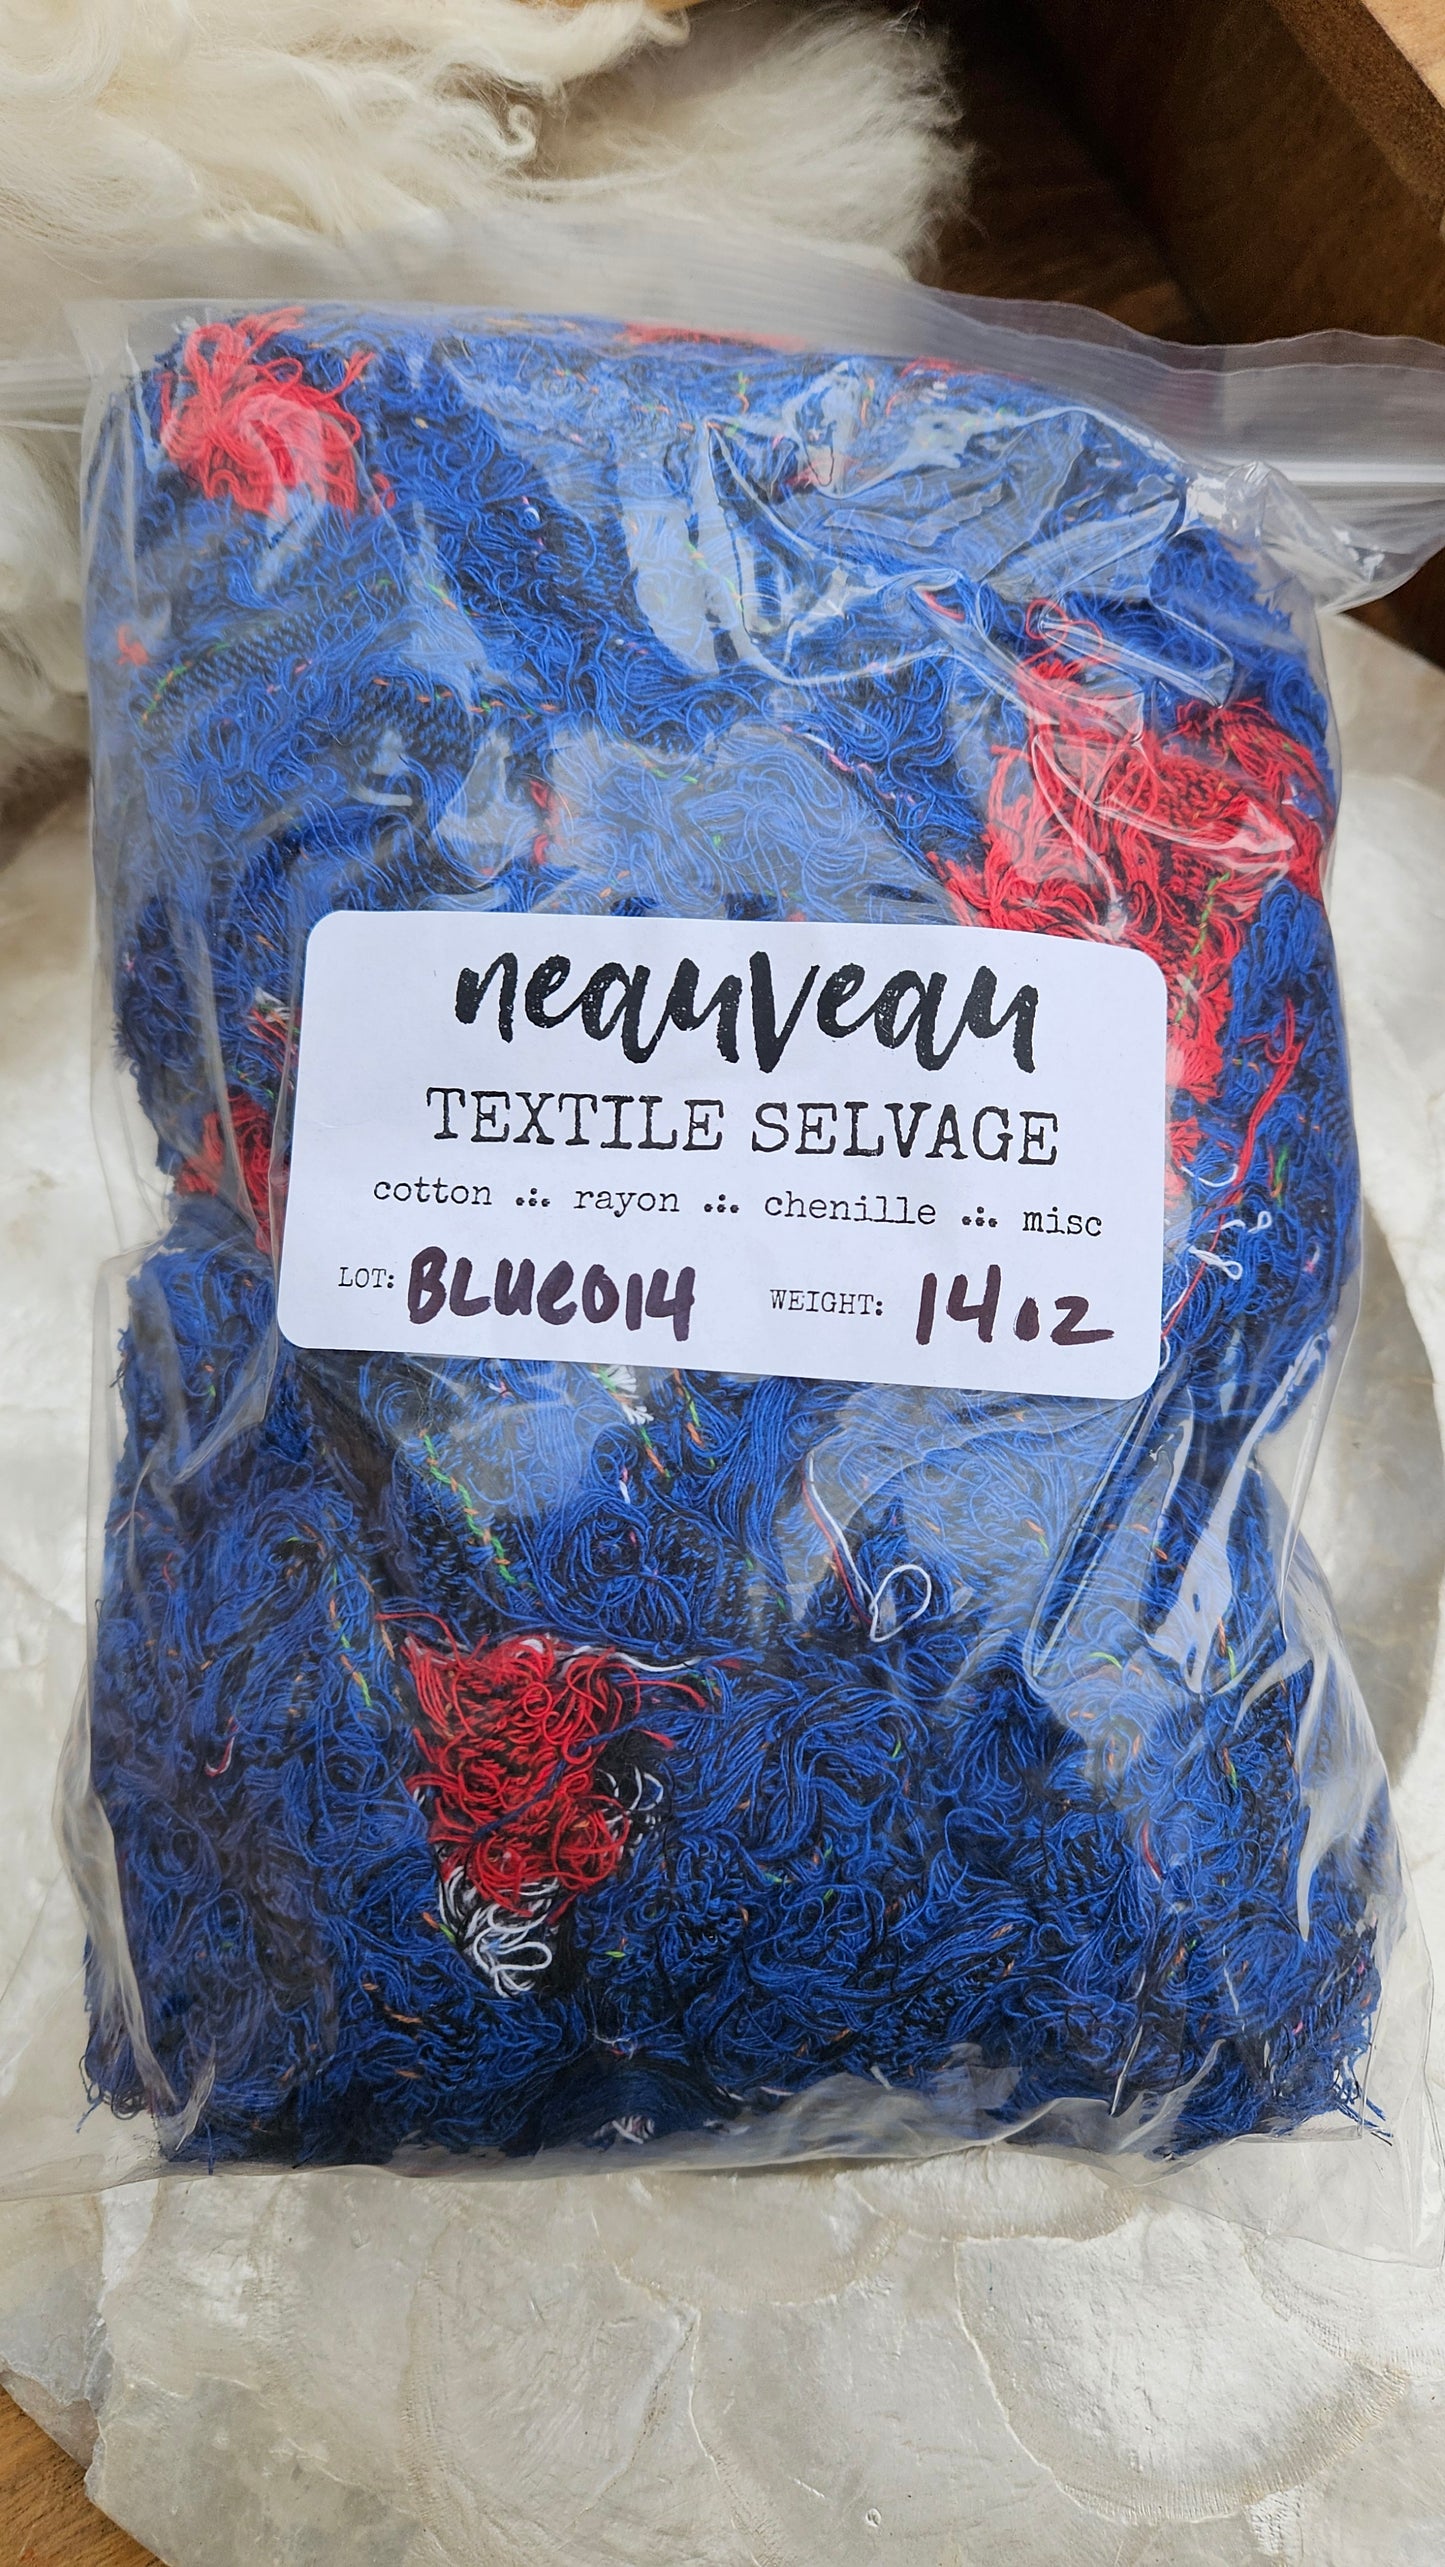 neauveau
TEXTILE SELVAGE
cotton .:. rayon .:. chenille .:. misc
LOT: BLUE014 WEIGHT: 14oz